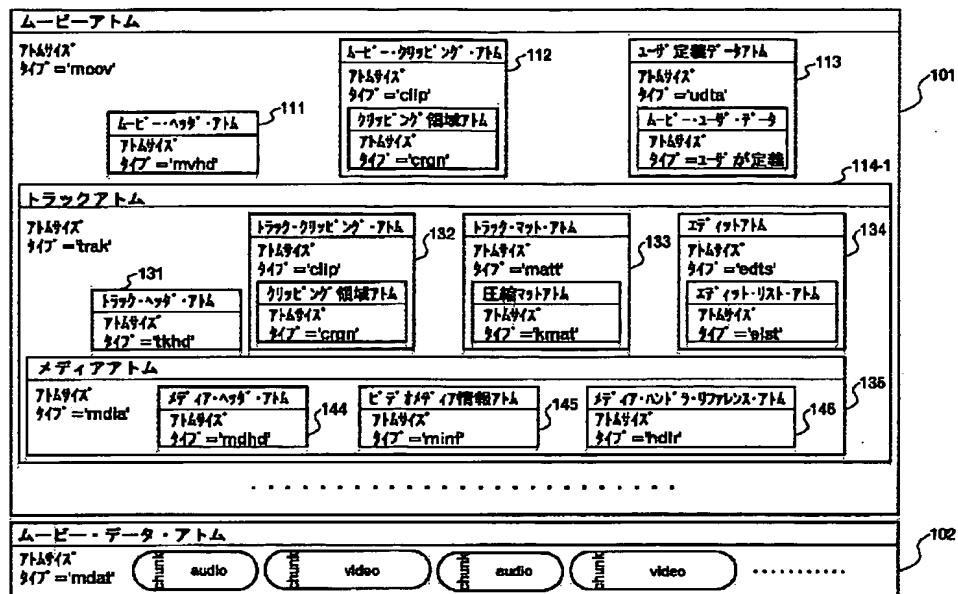 ムービーアトム
アトムサイズ
タイプ='moov'
101
ムービー・ヘッダ・アトム
111
アトムサイズ
タイプ='mvhd'
ムービー・クリッピング・アトム
112
アトムサイズ
タイプ='clip'
クリッピング領域アトム
アトムサイズ
タイプ='crgn'
ユーザ定義データアトム
113
アトムサイズ
タイプ='udta'
ムービー・ユーザ・データ
アトムサイズ
タイプ=ユーザが定義
114-1
トラックアトム
アトムサイズ
タイプ='trak'
131
トラック・ヘッダ・アトム
アトムサイズ
タイプ='tkhd'
トラック・クリッピング・アトム
132
アトムサイズ
タイプ='clip'
クリッピング領域アトム
アトムサイズ
タイプ='crgn'
トラック・マット・アトム
133
アトムサイズ
タイプ='matt'
圧縮マットアトム
アトムサイズ
タイプ='kmat'
エディットアトム
134
アトムサイズ
タイプ='edts'
エディット・リスト・アトム
アトムサイズ
タイプ='elst'
メディアアトム
135
アトムサイズ
タイプ='mdia'
メディア・ヘッダ・アトム
144
アトムサイズ
タイプ='mdhd'
ビデオメディア情報アトム
145
アトムサイズ
タイプ='minf'
メディア・ハンドラ・リファレンス・アトム
146
アトムサイズ
タイプ='hdlr'
ムービー・データ・アトム
102
アトムサイズ
タイプ='mdat'
chunk audio
chunk video
chunk audio
chunk video